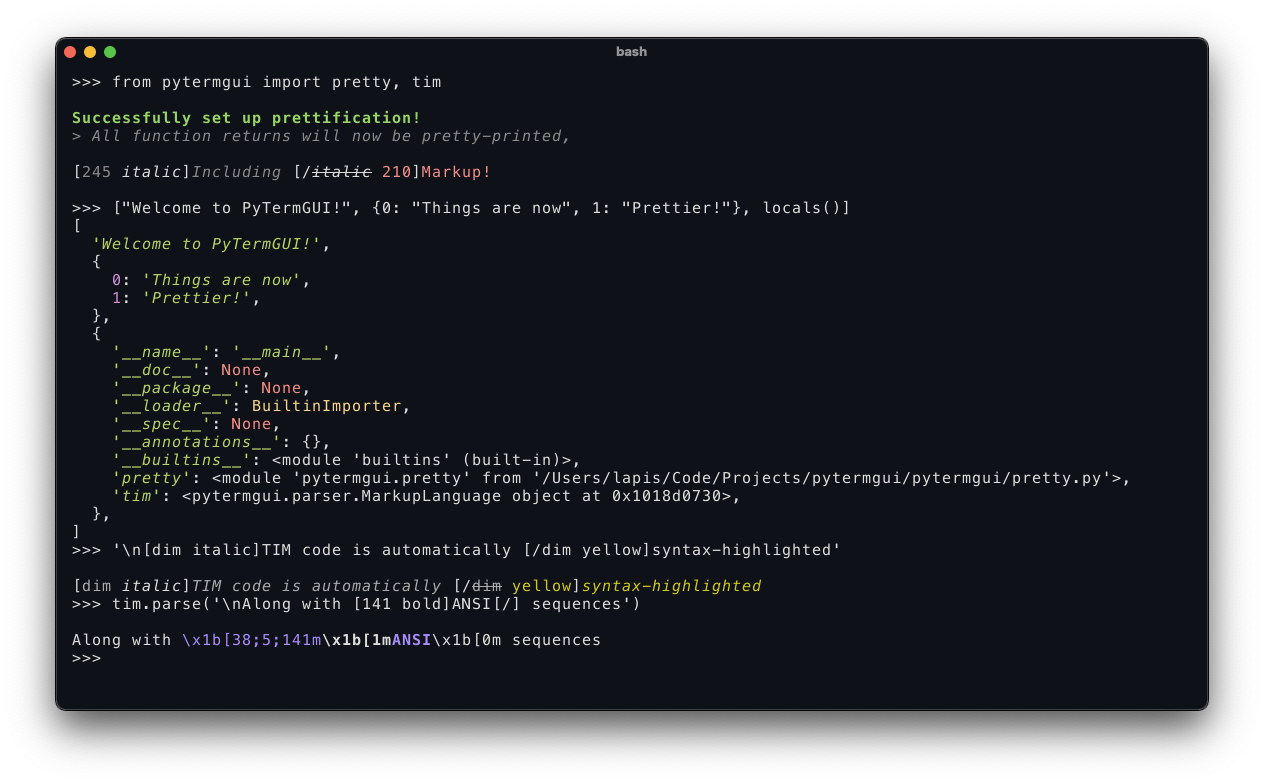 bash
>>> from pytermgui import pretty, tim
Successfully set up prettification!
> All function returns will now be pretty-printed,
[245 italic]Including [/italic 210]Markup!
>>> ["Welcome to PyTermGUI!", {0: "Things are now", 1: "Prettier!"}, locals()]
[
  'Welcome to PyTermGUI!',
  {
    0: 'Things are now',
    1: 'Prettier!',
  },
  {
    '__name__': '__main__',
    '__doc__': None,
    '__package__': None,
    '__loader__': BuiltinImporter,
    '__spec__': None,
    '__annotations__': {},
    '__builtins__': <module 'builtins' (built-in)>,
    'pretty': <module 'pytermgui.pretty' from '/Users/lapis/Code/Projects/pytermgui/pytermgui/pretty.py'>,
    'tim': <pytermgui.parser.MarkupLanguage object at 0x1018d0730>,
  },
]
>>> '\n[dim italic]TIM code is automatically [/dim yellow]syntax-highlighted'
[dim italic]TIM code is automatically [/dim yellow]syntax-highlighted
>>> tim.parse('\nAlong with [141 bold]ANSI[/] sequences')
Along with \x1b[38;5;141m\x1b[1mANSI\x1b[0m sequences
>>>